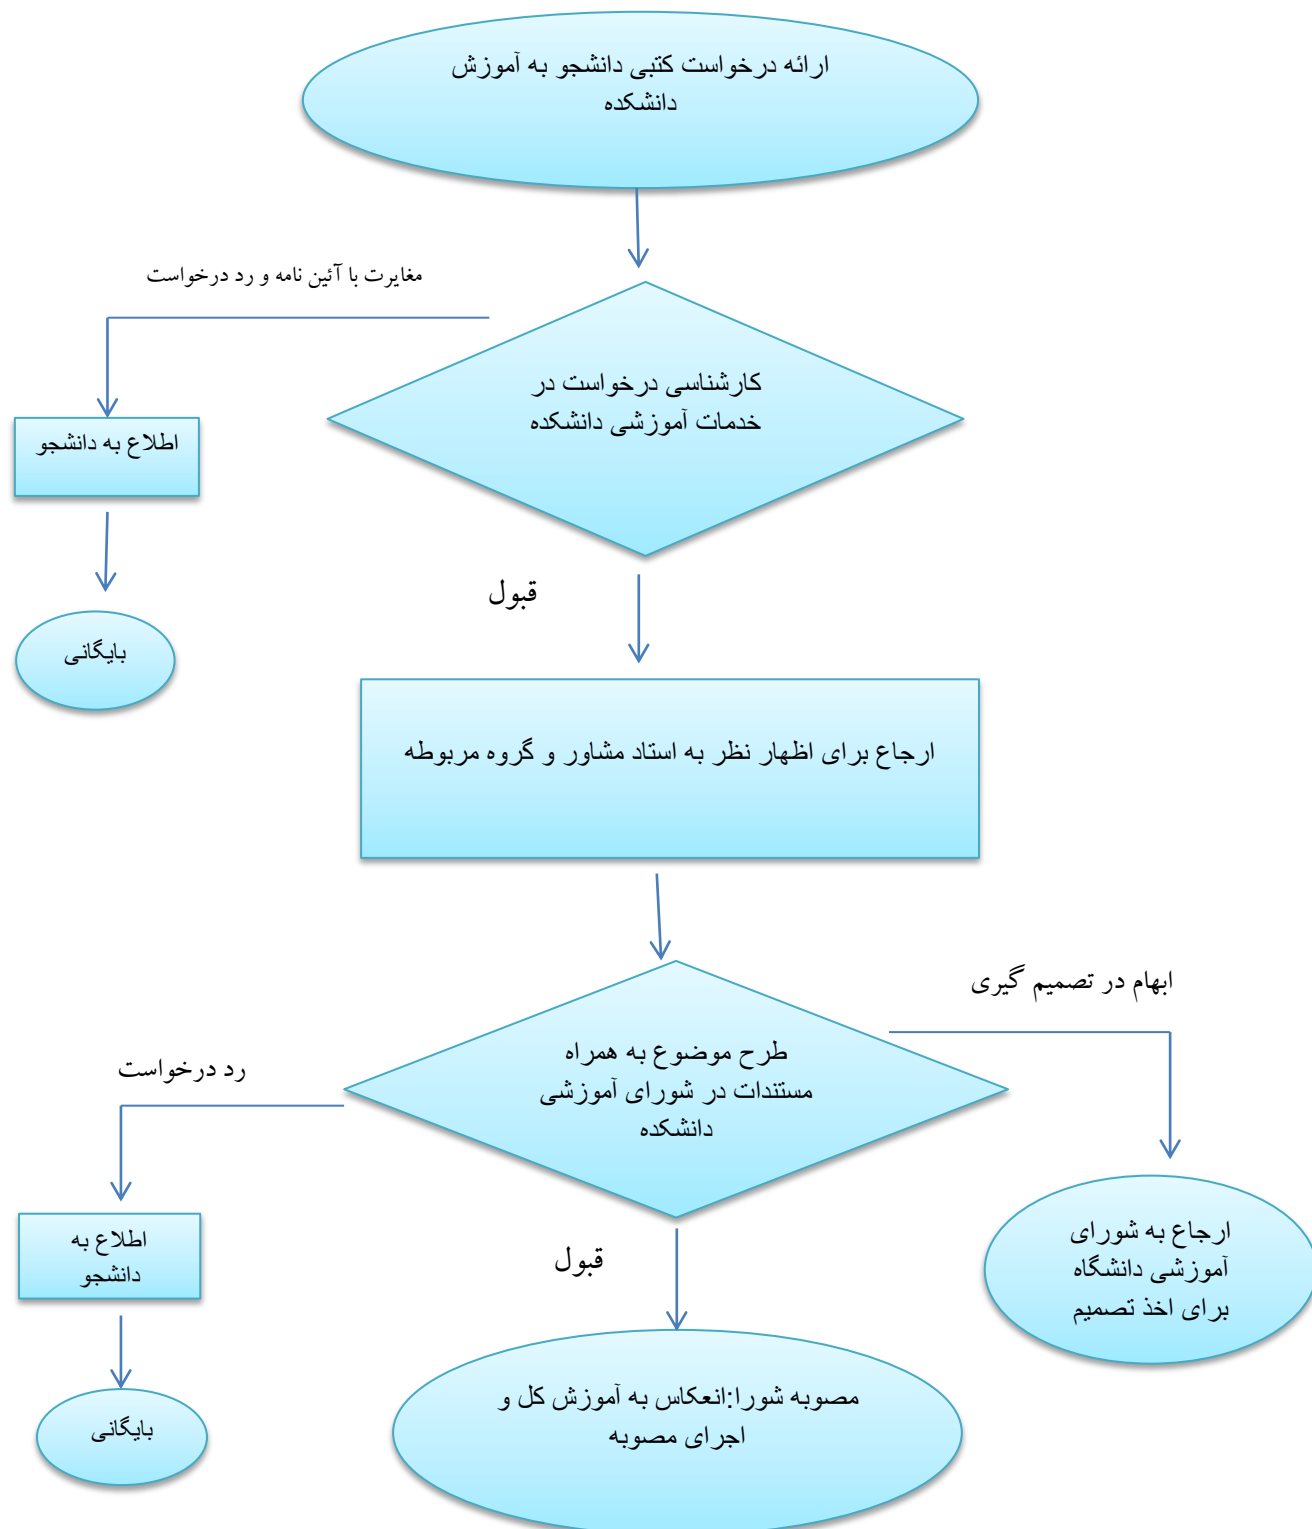 ارائه درخواست کتبی دانشجو به آموزش
دانشکده
مغایرت با آئین نامه و رد درخواست
کارشناسی درخواست در
خدمات آموزشی دانشکده
اطلاع به دانشجو
قبول
بایگانی
ارجاع برای اظهار نظر به استاد مشاور و گروه مربوطه
ابهام در تصمیم گیری
طرح موضوع به همراه
مستندات در شورای آموزشی
دانشکده
رد درخواست
ارجاع به شورای
آموزشی دانشگاه
برای اخذ تصمیم
اطلاع به
دانشجو
قبول
مصوبه شورا:انعکاس به آموزش کل و
اجرای مصوبه
بایگانی